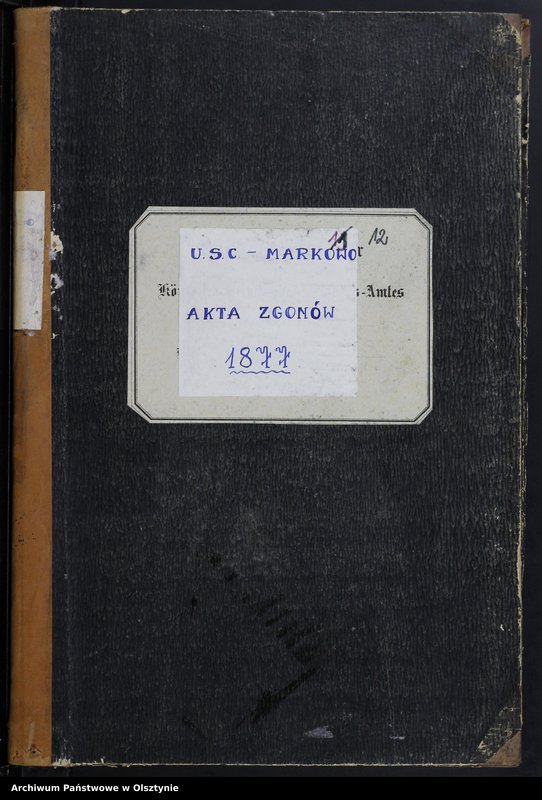 11 12
U.S.C - MARKOWO
Kö s-Amtes
AKTA ZGONÓW
1877
Archiwum Państwowe w Olsztynie